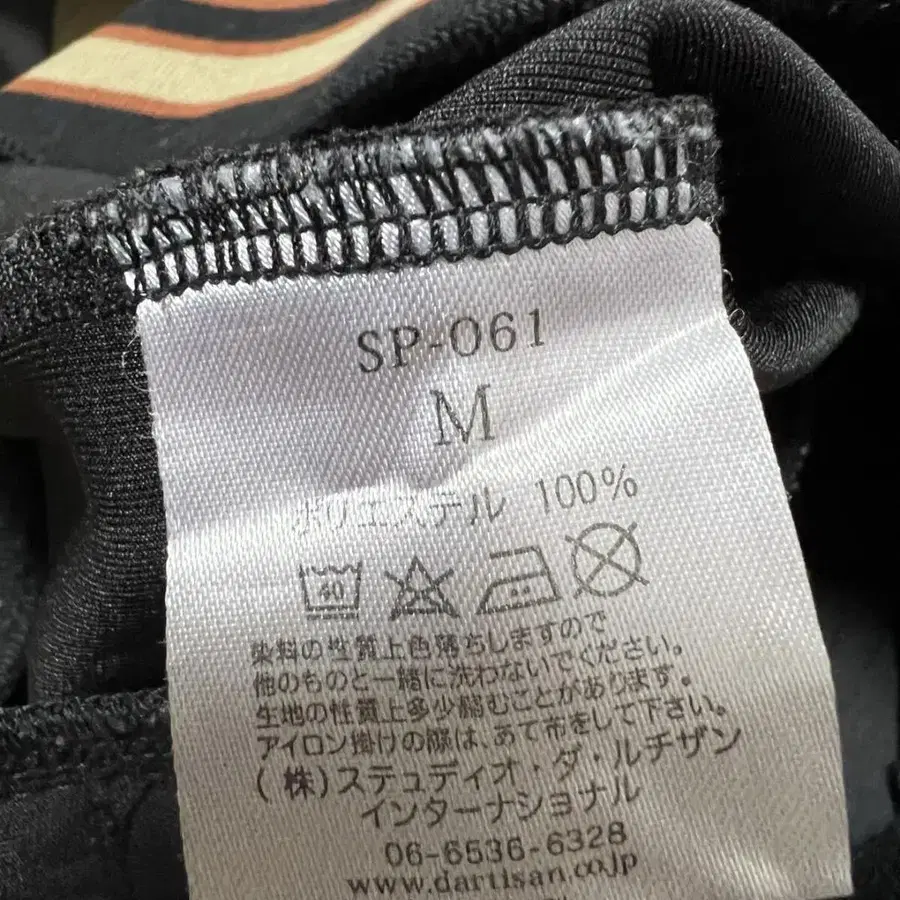 SP-061
M
ポリエステル 100%
40
染料の性質上色落ちしますので
他のものと一緒に洗わないでください。
生地の性質上多少縮むことがあります。
アイロン掛けの際は、あて布をして下さい。
(株)ステュディオ・ダ・ルチザン
インターナショナル
06-6536-6328
www.dartisan.co.jp